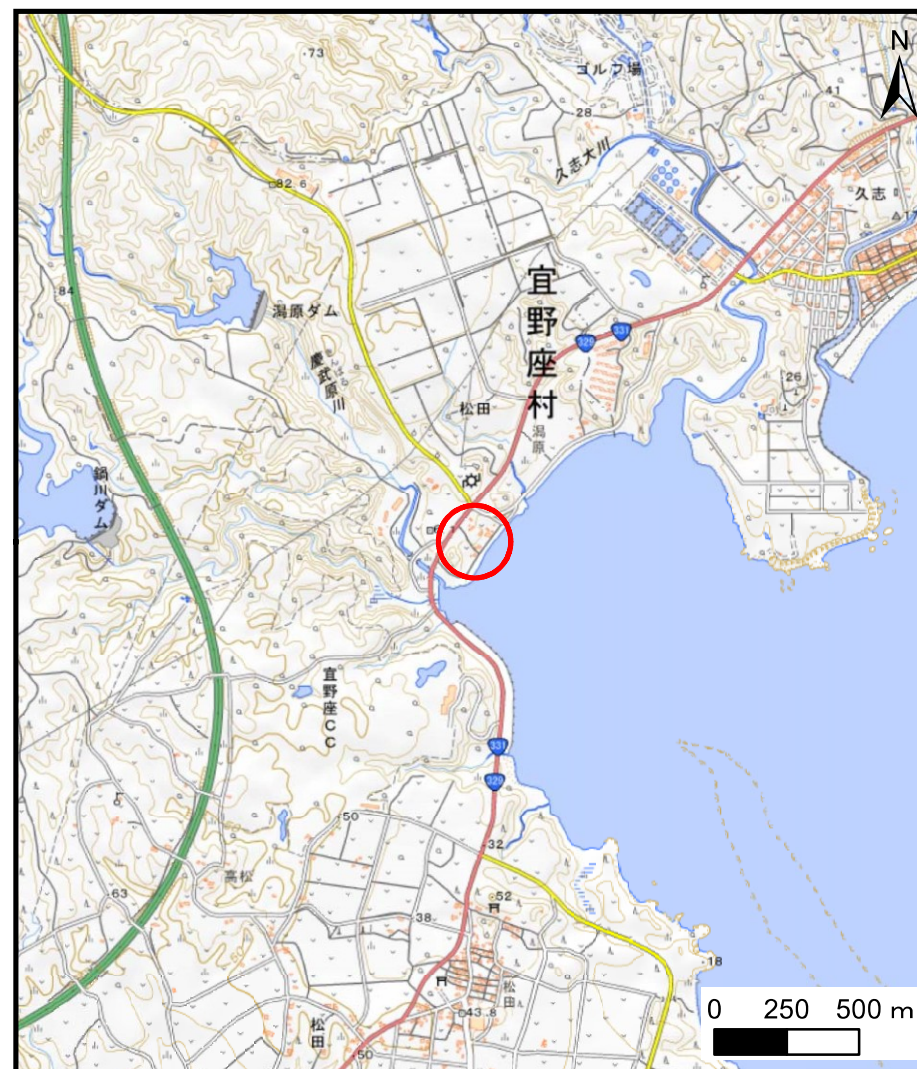 N
・73
ゴルフ場
28
41
久志大川
久志
82.6
宜野座村
84
潟原ダム
329
331
慶武原川
松田
潟原
26
鍋川ダム
宜野座CC
331
329
・50
・32
高松
63
・52
・38
・18
松田
43.8
松田
・50
0 250 500 m